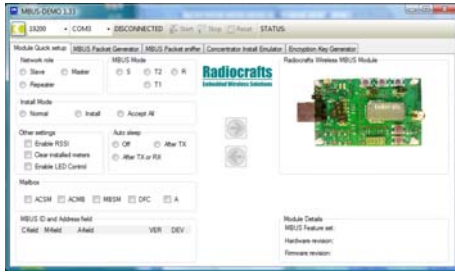 MBUS-DEMO 1.31
19200 COM3 DISCONNECTED Start Stop Reset STATUS:
Module Quick setup MBUS Packet Generator MBUS Packet sniffer Concentrator Install Emulator Encryption Key Generator
Network role
Slave Master
Repeater
MBUS Mode
S T2 R
T1
Radiocrafts
Embedded Wireless Solutions
Radiocrafts Wireless MBUS Module
Install Mode
Normal Install Accept All
Other settings
Enable RSSI
Clear installed meters
Enable LED Control
Auto sleep
Off After TX
After TX or RX
Mailbox
ACSM ACMB MBSM DFC A
MBUS ID and Address field
C-field M-field A-field VER DEV
Module Details
MBUS Feature set:
Hardware revision:
Firmware revision: